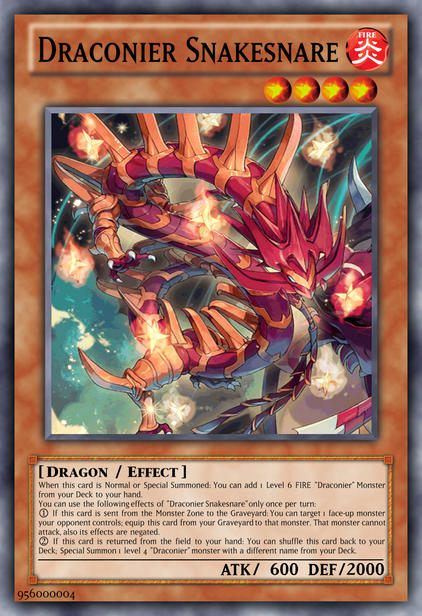 DRACONIER SNAKESNARE
FIRE
炎
[ DRAGON / EFFECT ]
When this card is Normal or Special Summoned: You can add 1 Level 6 FIRE "Draconier" Monster
from your Deck to your hand.
You can use the following effects of "Draconier Snakesnare" only once per turn:
① If this card is sent from the Monster Zone to the Graveyard: You can target 1 face-up monster
your opponent controls; equip this card from your Graveyard to that monster. That monster cannot
attack, also its effects are negated.
② If this card is returned from the field to your hand: You can shuffle this card back to your
Deck; Special Summon 1 level 4 "Draconier" monster with a different name from your Deck.
ATK/ 600 DEF/2000
956000004